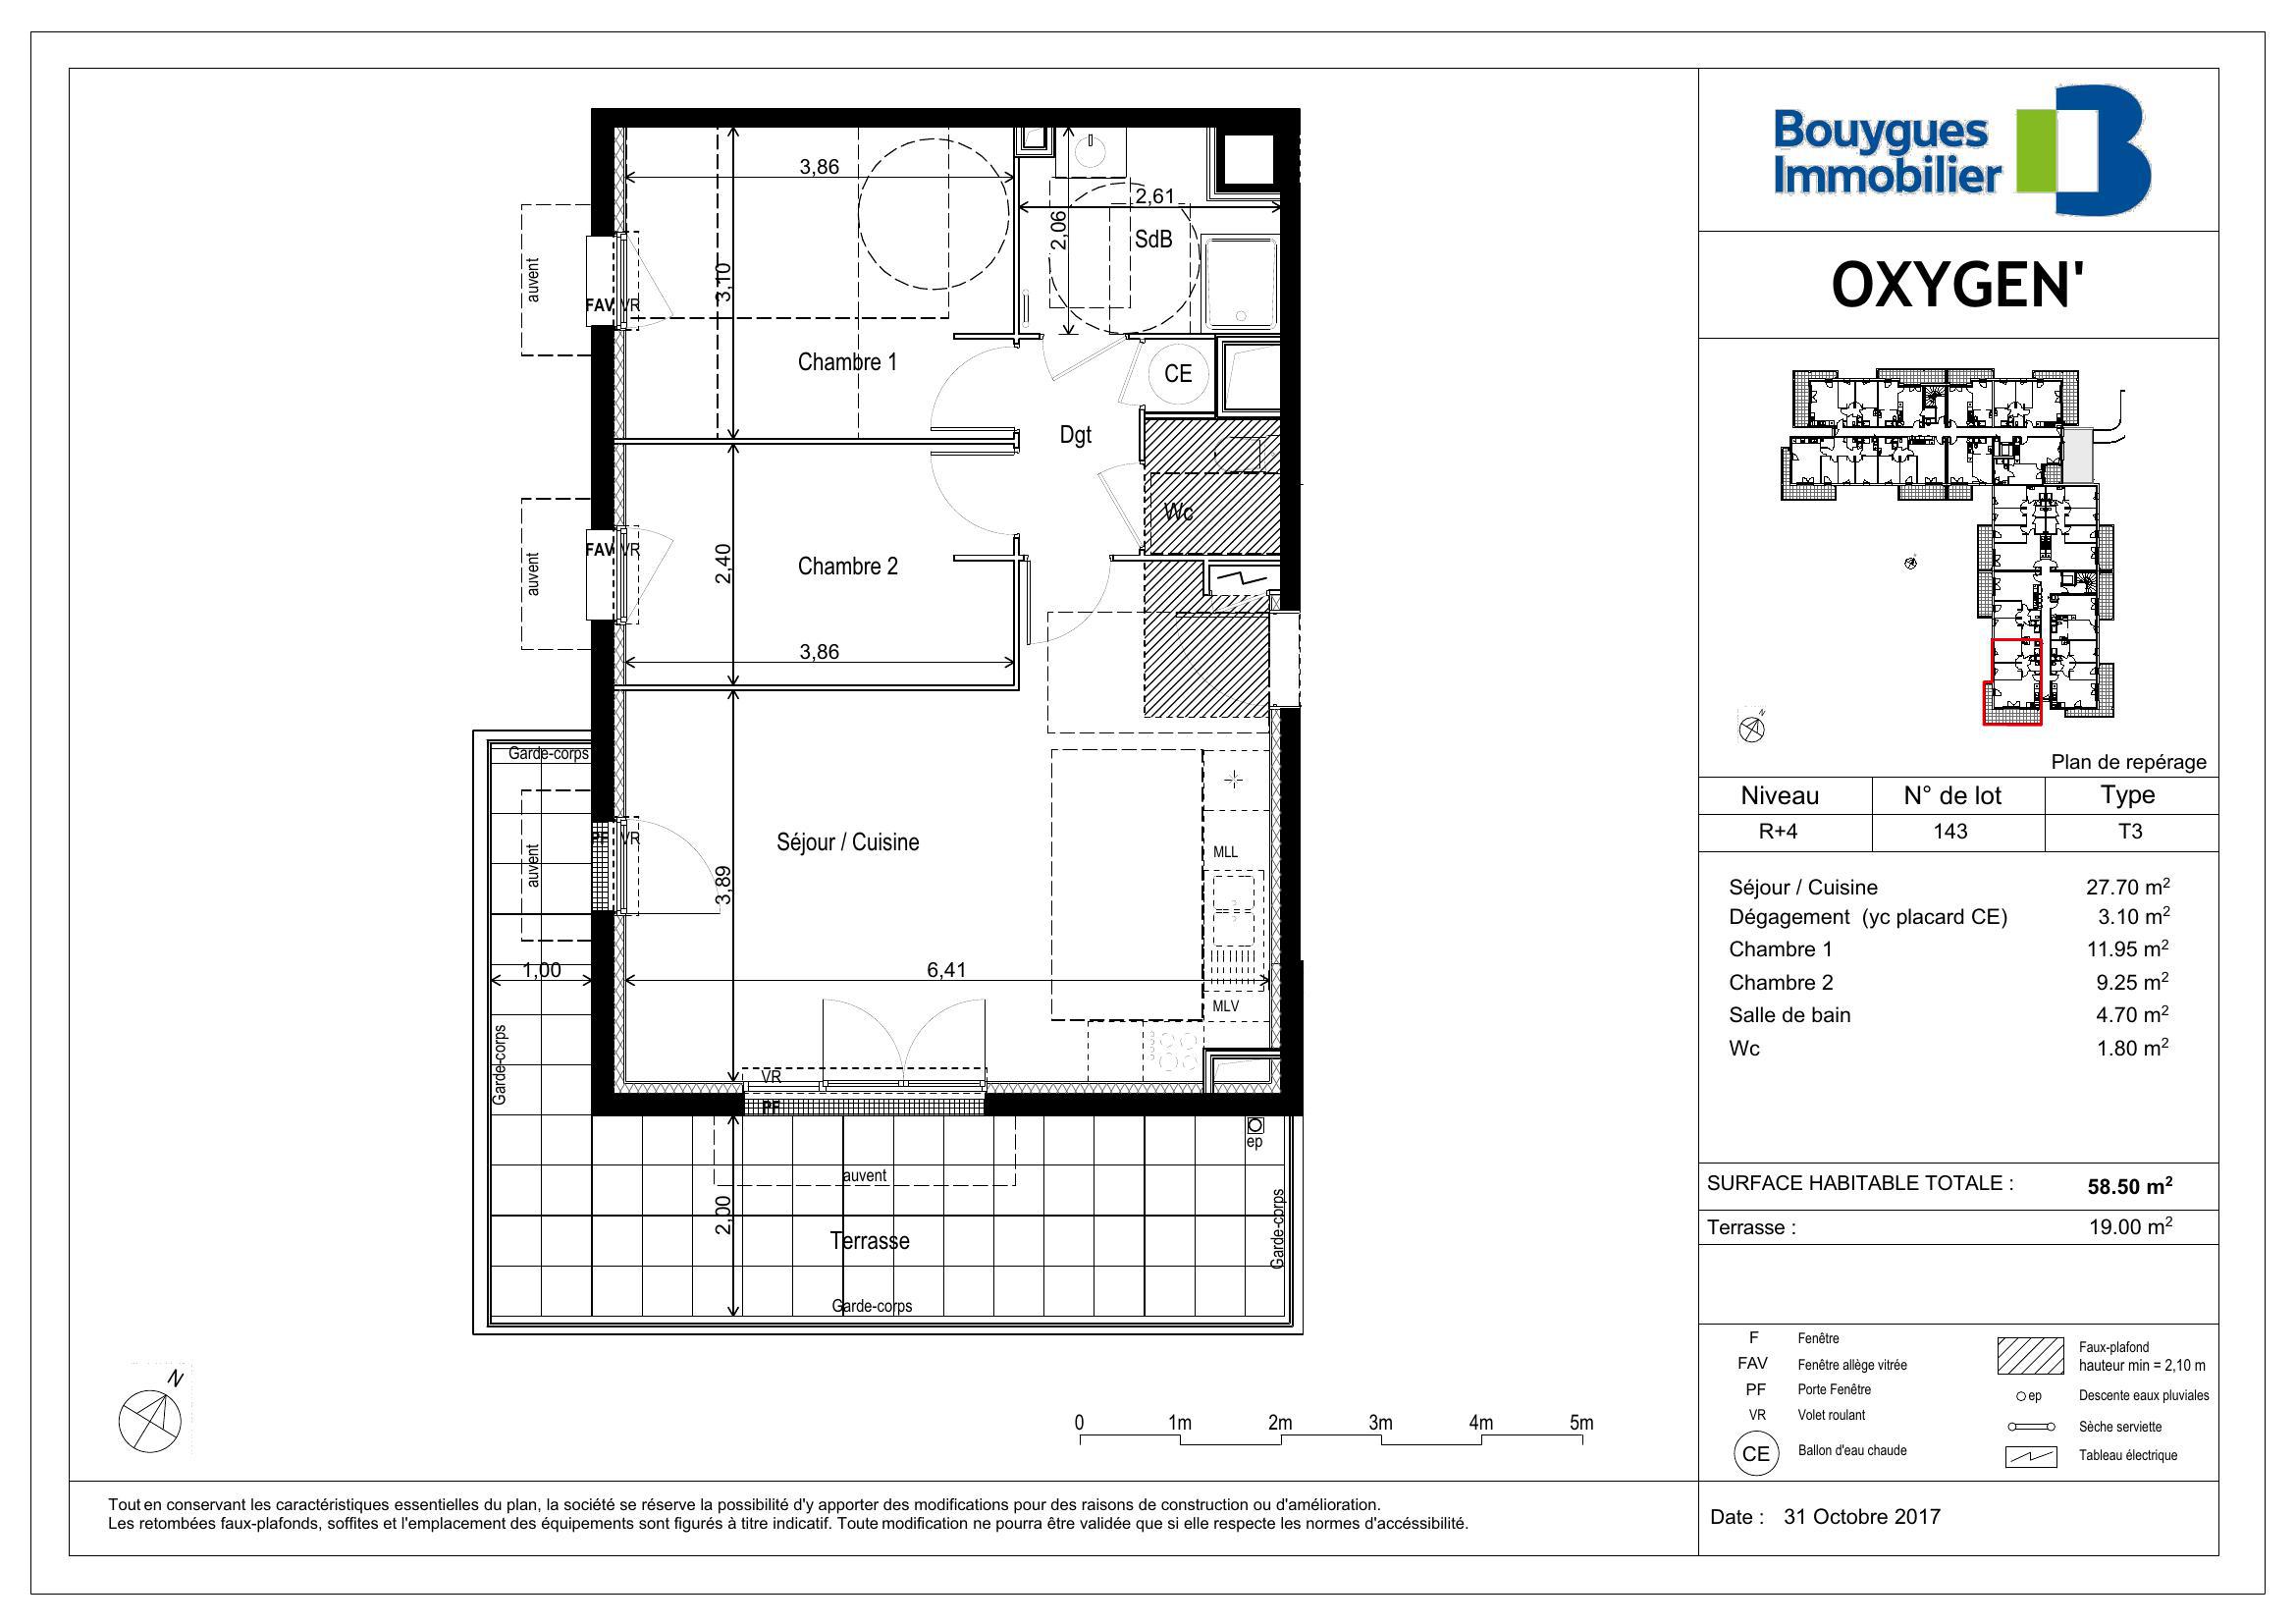 3,86
2,61
2,06
SdB
auvent
3,10
FAV VR
Chambre 1
CE
Dgt
Wc
FAV VR
auvent
2,40
Chambre 2
3,86
Garde-corps
PF VR
auvent
Séjour / Cuisine
MLL
3,89
1,00
6,41
MLV
Garde-corps
VR
PF
ep
auvent
2,00
Terrasse
Garde-corps
Garde-corps
N
0 1m 2m 3m 4m 5m
Tout en conservant les caractéristiques essentielles du plan, la société se réserve la possibilité d'y apporter des modifications pour des raisons de construction ou d'amélioration.
Les retombées faux-plafonds, soffites et l'emplacement des équipements sont figurés à titre indicatif. Toute modification ne pourra être validée que si elle respecte les normes d'accéssibilité.
Bouygues
Immobilier
OXYGEN'
N
Plan de repérage
Niveau N° de lot Type
R+4 143 T3
Séjour / Cuisine 27.70 m²
Dégagement (yc placard CE) 3.10 m²
Chambre 1 11.95 m²
Chambre 2 9.25 m²
Salle de bain 4.70 m²
Wc 1.80 m²
SURFACE HABITABLE TOTALE : 58.50 m²
Terrasse : 19.00 m²
F Fenêtre
FAV Fenêtre allège vitrée
PF Porte Fenêtre
VR Volet roulant
CE Ballon d'eau chaude
Faux-plafond
hauteur min = 2,10 m
ep Descente eaux pluviales
Sèche serviette
Tableau électrique
Date : 31 Octobre 2017